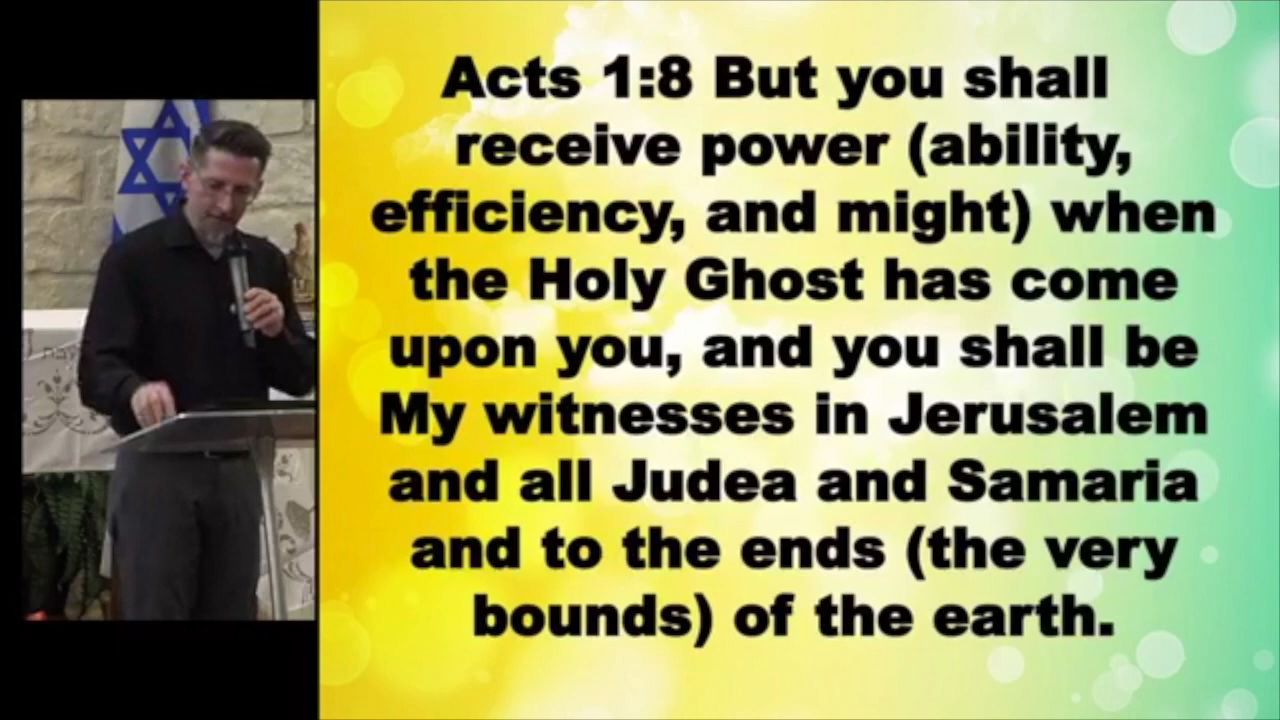 Acts 1:8 But you shall
receive power (ability,
efficiency, and might) when
the Holy Ghost has come
upon you, and you shall be
My witnesses in Jerusalem
and all Judea and Samaria
and to the ends (the very
bounds) of the earth.